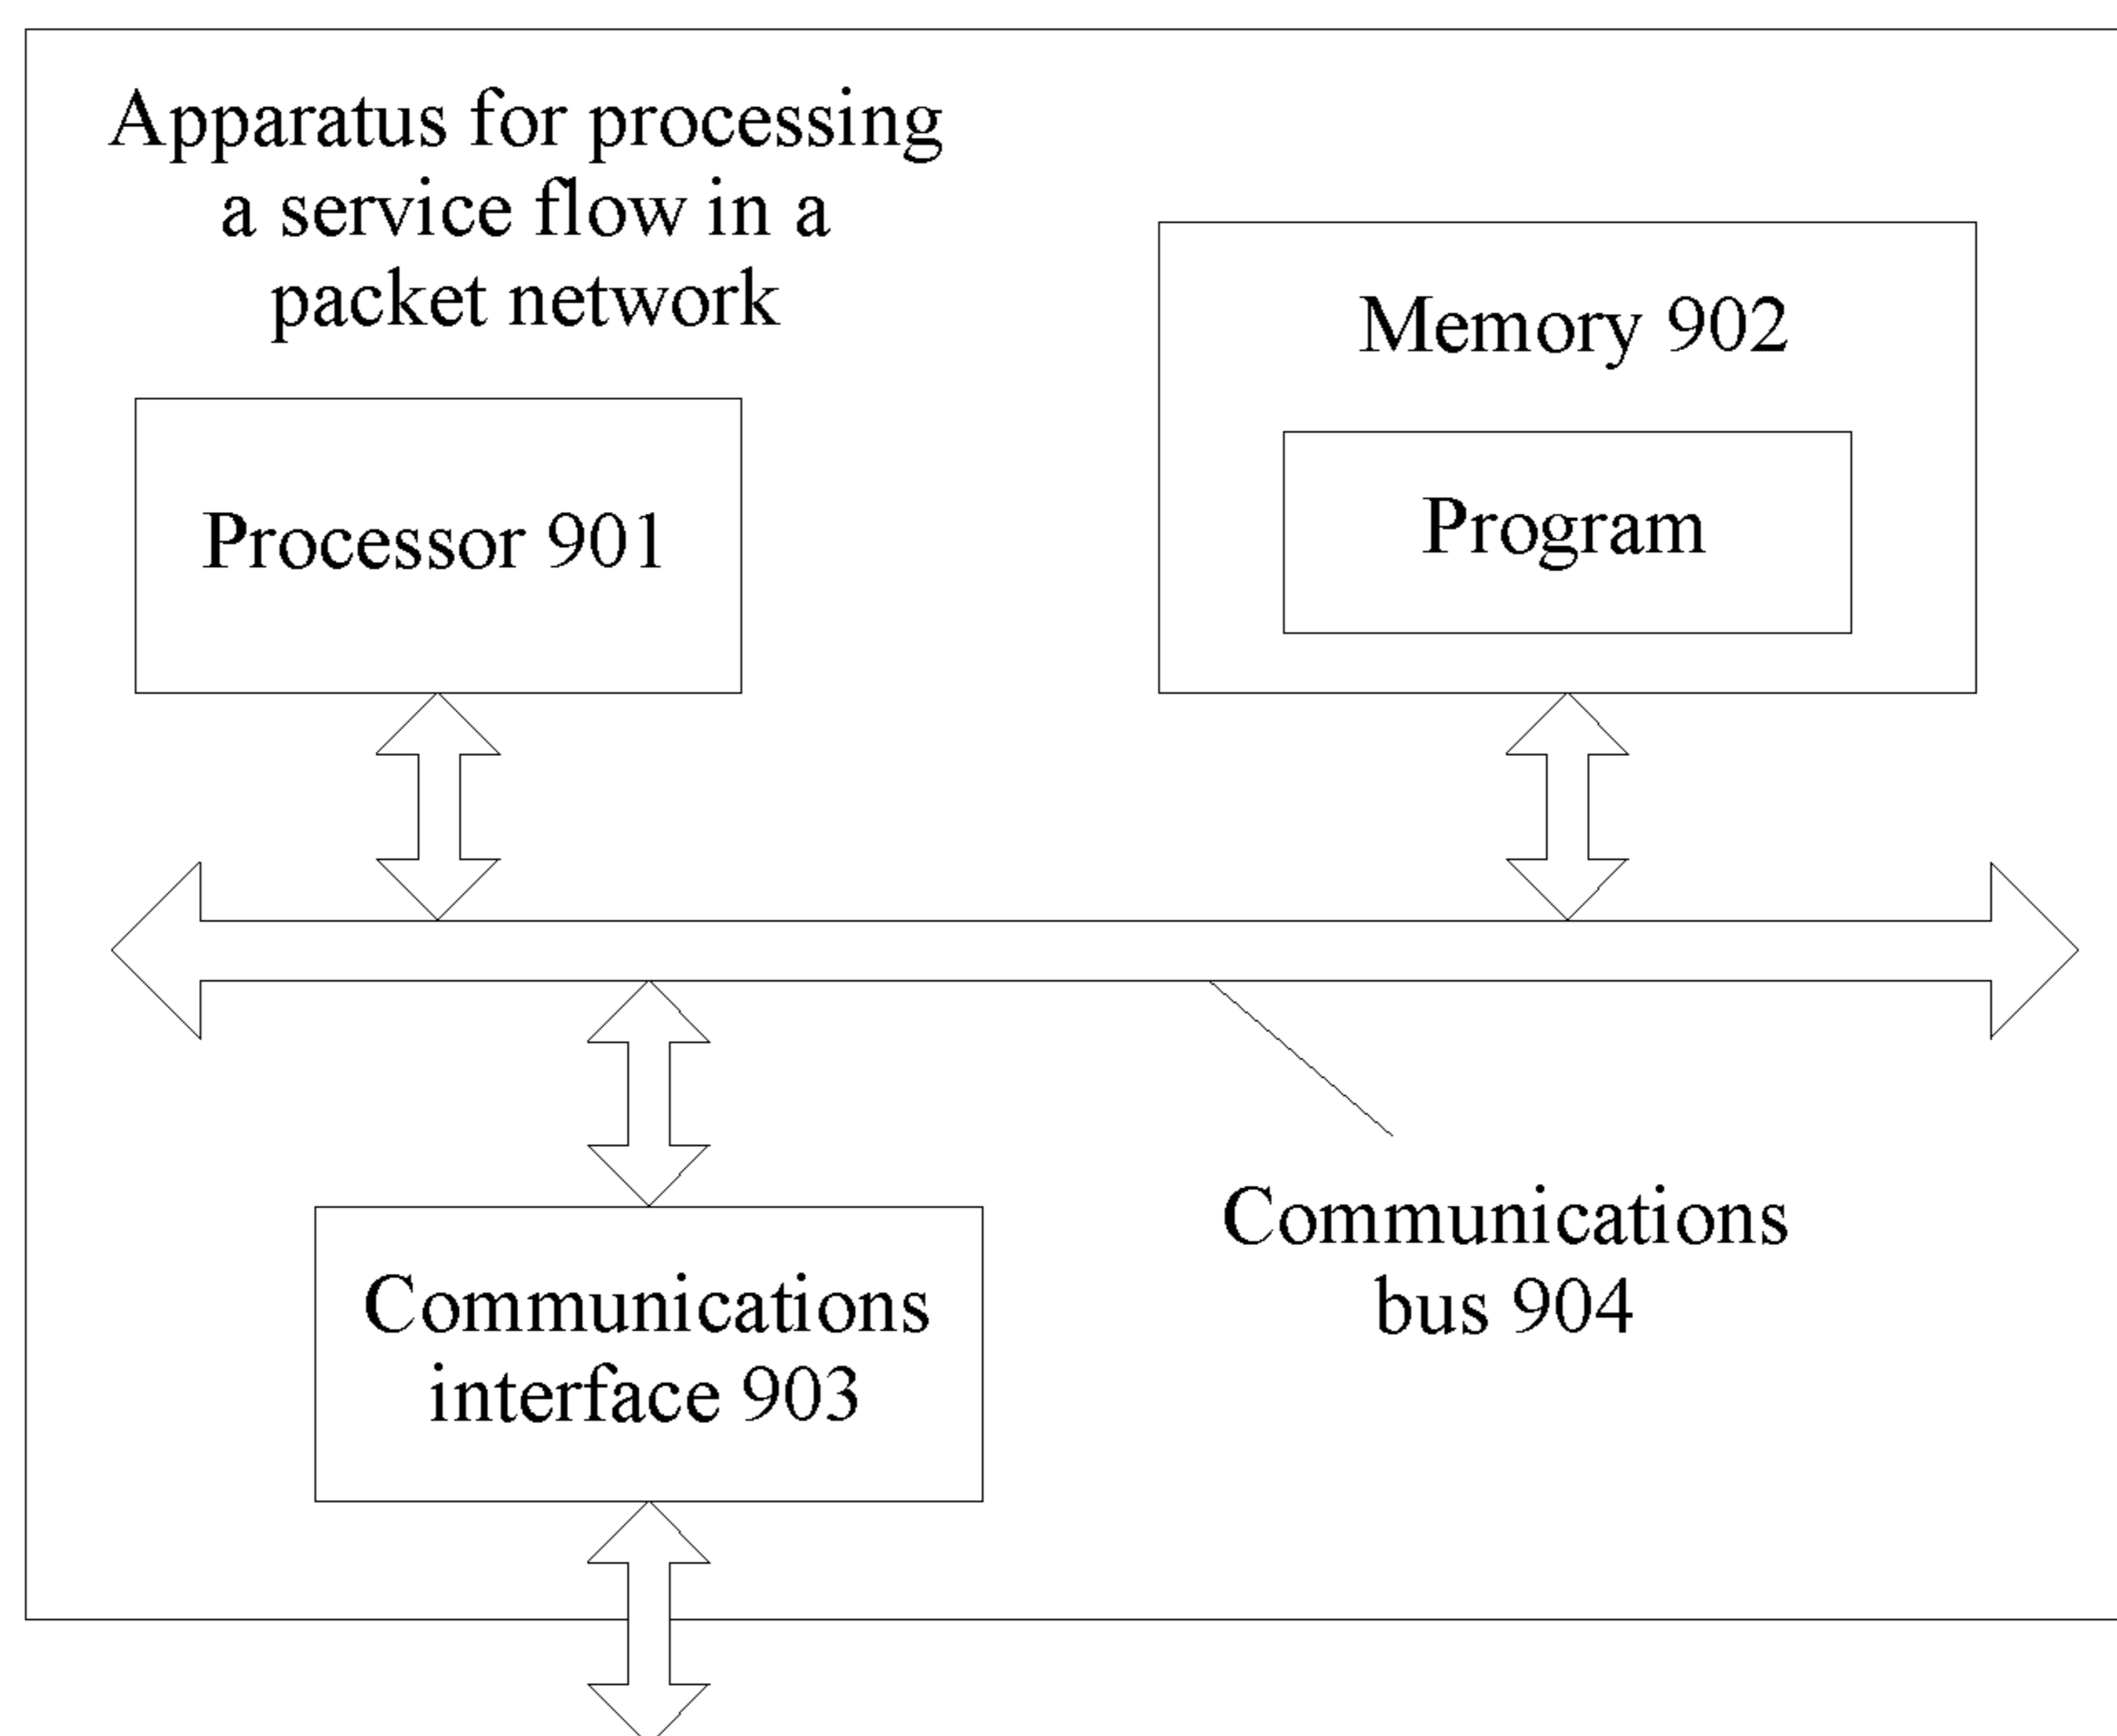 Apparatus for processing
a service flow in a
packet network
Memory 902
Program
Processor 901
Communications
bus 904
Communications
interface 903